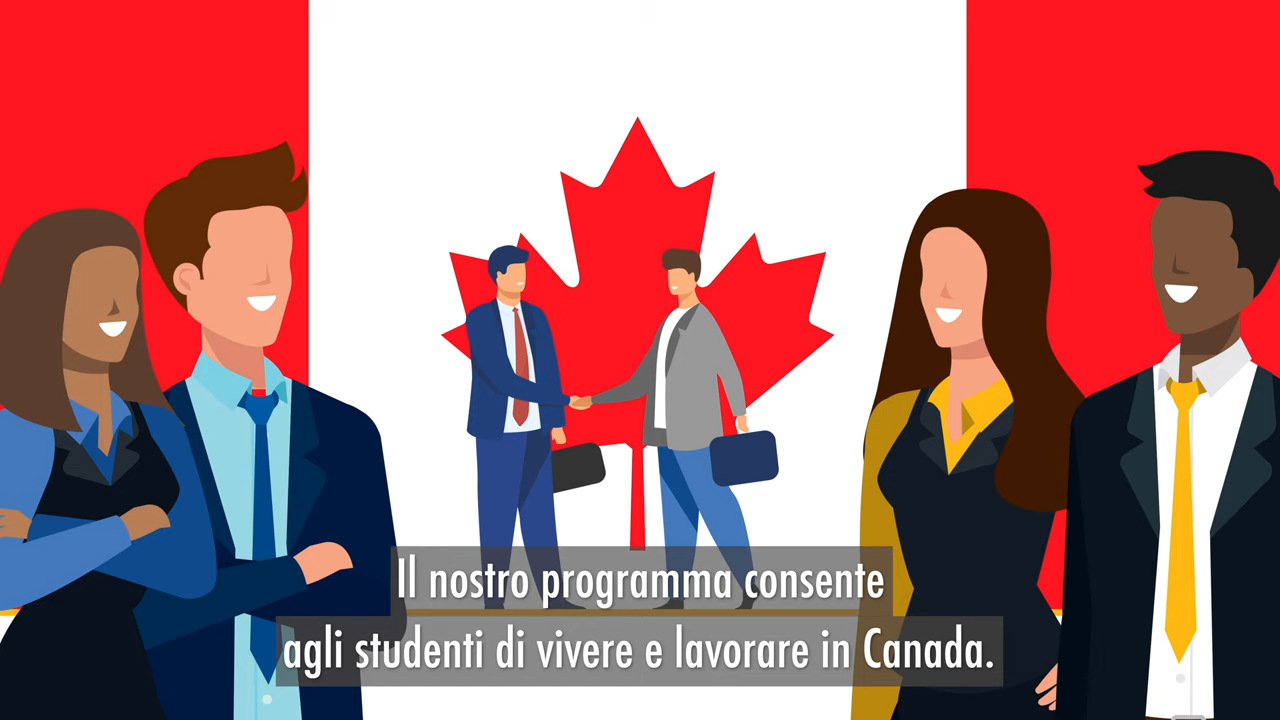 Il nostro programma consente
agli studenti di vivere e lavorare in Canada.